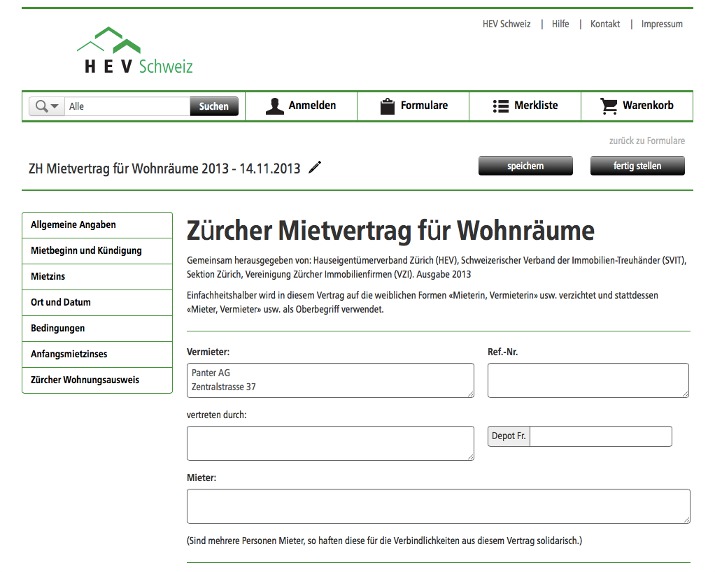 HEV Schweiz | Hilfe | Kontakt | Impressum
HEV Schweiz
Alle Suchen Anmelden Formulare Merkliste Warenkorb
zurück zu Formulare
ZH Mietvertrag für Wohnräume 2013 - 14.11.2013 speichern fertig stellen
Allgemeine Angaben
Mietbeginn und Kündigung
Mietzins
Ort und Datum
Bedingungen
Anfangsmietzinses
Zürcher Wohnungsausweis
Zürcher Mietvertrag für Wohnräume
Gemeinsam herausgegeben von: Hauseigentümerverband Zürich (HEV), Schweizerischer Verband der Immobilien-Treuhänder (SVIT),
Sektion Zürich, Vereinigung Zürcher Immobilienfirmen (VZI). Ausgabe 2013
Einfachheitshalber wird in diesem Vertrag auf die weiblichen Formen «Mieterin, Vermieterin» usw. verzichtet und stattdessen
«Mieter, Vermieter» usw. als Oberbegriff verwendet.
Vermieter: Ref.-Nr.
Panter AG
Zentralstrasse 37
vertreten durch:
Depot Fr.
Mieter:
(Sind mehrere Personen Mieter, so haften diese für die Verbindlichkeiten aus diesem Vertrag solidarisch.)